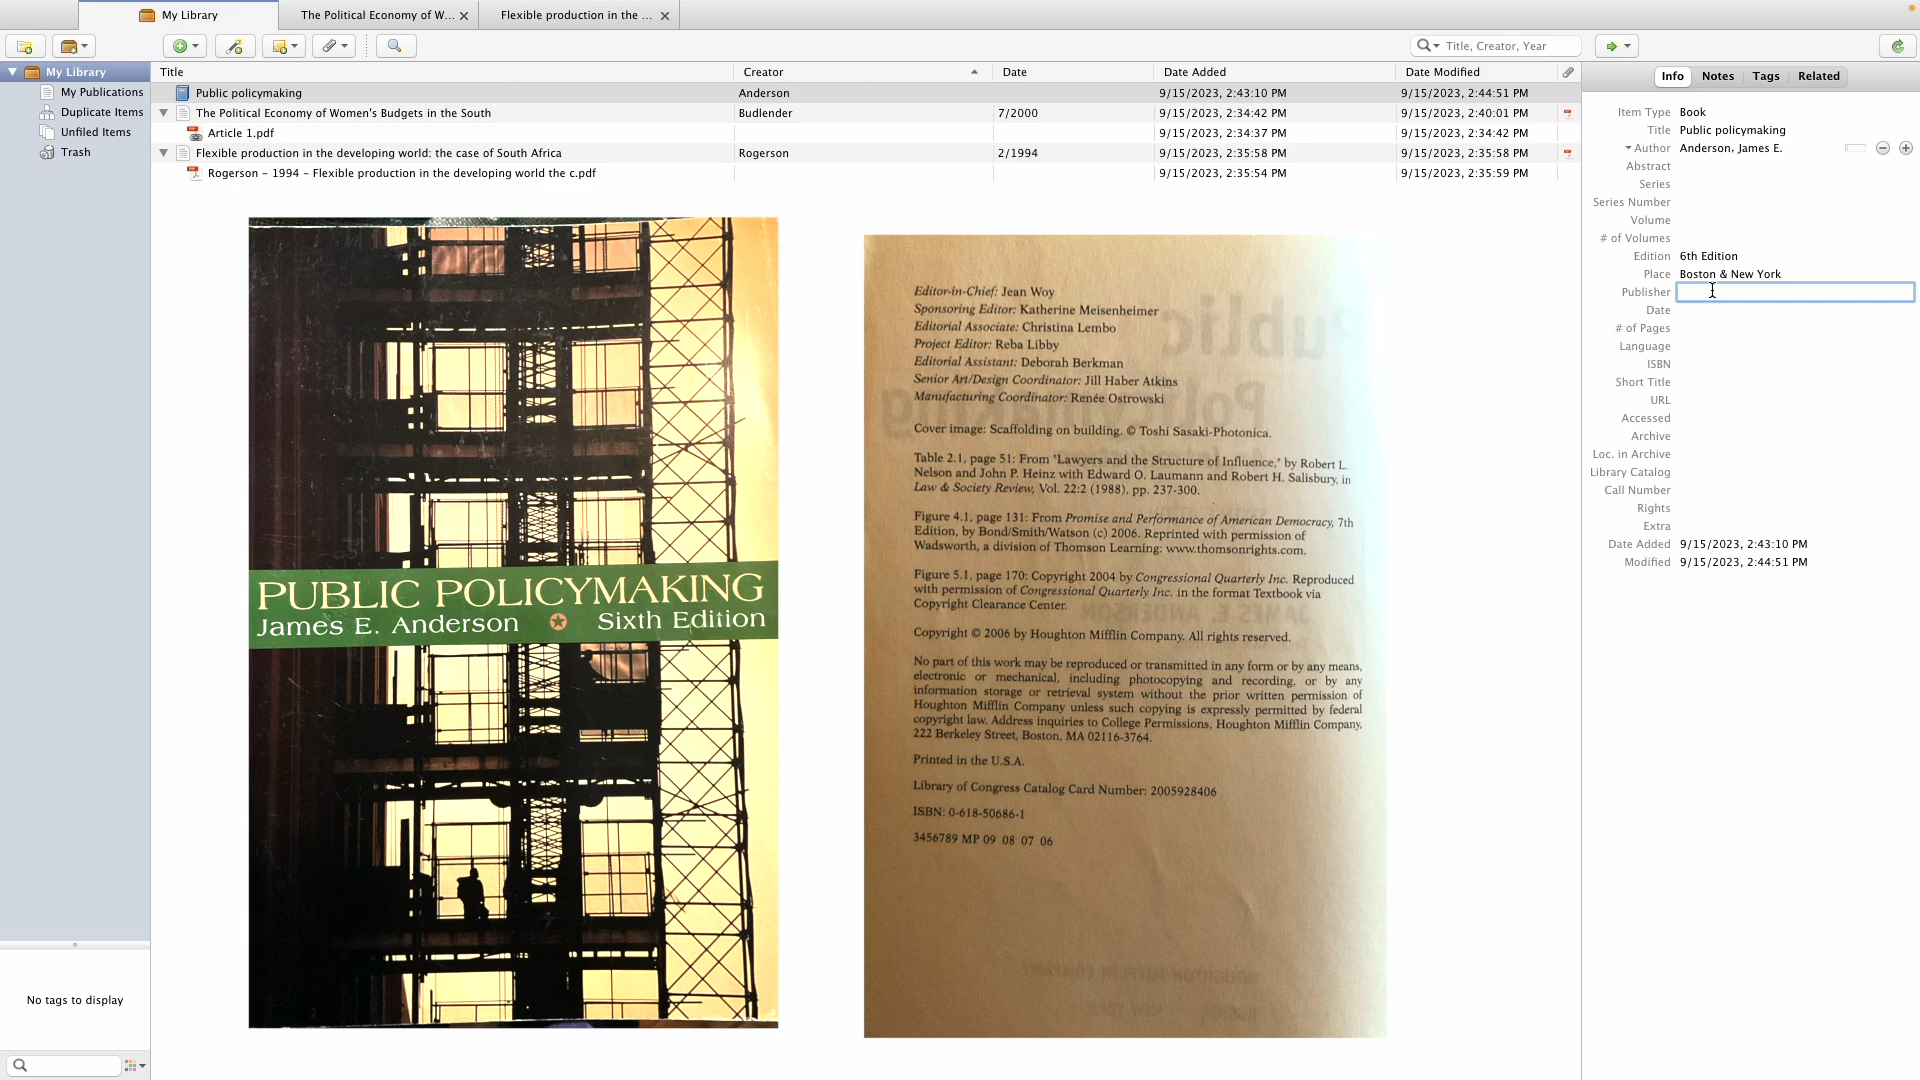 My Library
The Political Economy of W...
Flexible production in the ...
Title, Creator, Year
My Library
My Publications
Duplicate Items
Unfiled Items
Trash
No tags to display
Title Creator Date Date Added Date Modified
Public policymaking Anderson 9/15/2023, 2:43:10 PM 9/15/2023, 2:44:51 PM
The Political Economy of Women's Budgets in the South Budlender 7/2000 9/15/2023, 2:34:42 PM 9/15/2023, 2:40:01 PM
Article 1.pdf 9/15/2023, 2:34:37 PM 9/15/2023, 2:34:42 PM
Flexible production in the developing world: the case of South Africa Rogerson 2/1994 9/15/2023, 2:35:58 PM 9/15/2023, 2:35:58 PM
Rogerson - 1994 - Flexible production in the developing world the c.pdf 9/15/2023, 2:35:54 PM 9/15/2023, 2:35:59 PM
PUBLIC POLICYMAKING
James E. Anderson Sixth Edition
Editor-in-Chief: Jean Woy
Sponsoring Editor: Katherine Meisenheimer
Editorial Associate: Christina Lembo
Project Editor: Reba Libby
Editorial Assistant: Deborah Berkman
Senior Art/Design Coordinator: Jill Haber Atkins
Manufacturing Coordinator: Renée Ostrowski
Cover image: Scaffolding on building. © Toshi Sasaki-Photonica.
Table 2.1, page 51: From "Lawyers and the Structure of Influence," by Robert L.
Nelson and John P. Heinz with Edward O. Laumann and Robert H. Salisbury, in
Law & Society Review, Vol. 22:2 (1988), pp. 237-300.
Figure 4.1, page 131: From Promise and Performance of American Democracy, 7th
Edition, by Bond/Smith/Watson (c) 2006. Reprinted with permission of
Wadsworth, a division of Thomson Learning: www.thomsonrights.com.
Figure 5.1, page 170: Copyright 2004 by Congressional Quarterly Inc. Reproduced
with permission of Congressional Quarterly Inc. in the format Textbook via
Copyright Clearance Center.
Copyright © 2006 by Houghton Mifflin Company. All rights reserved.
No part of this work may be reproduced or transmitted in any form or by any means,
electronic or mechanical, including photocopying and recording, or by any
information storage or retrieval system without the prior written permission of
Houghton Mifflin Company unless such copying is expressly permitted by federal
copyright law. Address inquiries to College Permissions, Houghton Mifflin Company,
222 Berkeley Street, Boston, MA 02116-3764.
Printed in the U.S.A.
Library of Congress Catalog Card Number: 2005928406
ISBN: 0-618-50686-1
3456789 MP 09 08 07 06
Info Notes Tags Related
Item Type Book
Title Public policymaking
Author Anderson, James E.
Abstract
Series
Series Number
Volume
# of Volumes
Edition 6th Edition
Place Boston & New York
Publisher
Date
# of Pages
Language
ISBN
Short Title
URL
Accessed
Archive
Loc. in Archive
Library Catalog
Call Number
Rights
Extra
Date Added 9/15/2023, 2:43:10 PM
Modified 9/15/2023, 2:44:51 PM